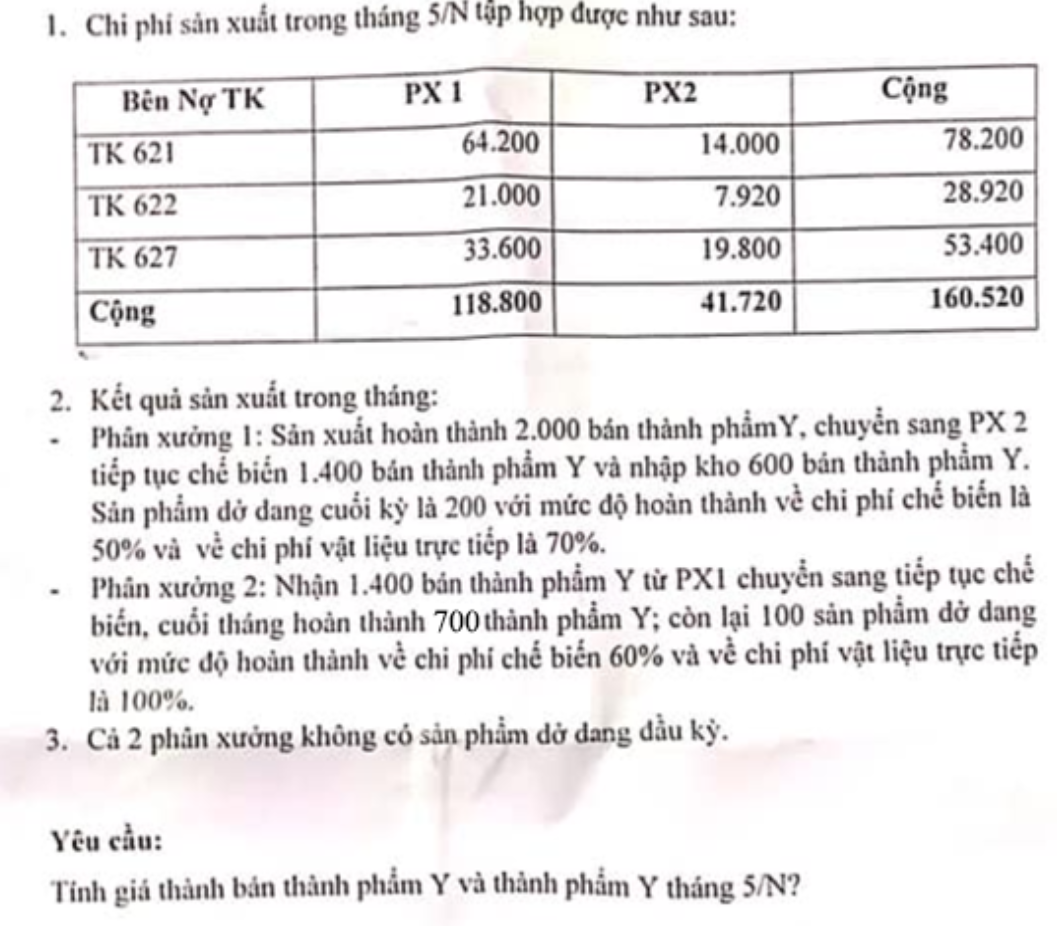 1. Chi phí sản xuất trong tháng 5/N tập hợp được như sau:
Bên Nợ TK PX 1 PX2 Cộng
TK 621 64.200 14.000 78.200
TK 622 21.000 7.920 28.920
TK 627 33.600 19.800 53.400
Cộng 118.800 41.720 160.520
2. Kết quả sản xuất trong tháng:
- Phân xưởng 1: Sản xuất hoàn thành 2.000 bán thành phẩmY, chuyển sang PX 2
tiếp tục chế biến 1.400 bán thành phẩm Y và nhập kho 600 bán thành phẩm Y.
Sản phẩm dở dang cuối kỳ là 200 với mức độ hoàn thành về chi phí chế biến là
50% và về chi phí vật liệu trực tiếp là 70%.
- Phân xưởng 2: Nhận 1.400 bán thành phẩm Y từ PX1 chuyển sang tiếp tục chế
biến, cuối tháng hoàn thành 700 thành phẩm Y; còn lại 100 sản phẩm dở dang
với mức độ hoàn thành về chi phí chế biến 60% và về chi phí vật liệu trực tiếp
là 100%.
3. Cả 2 phân xưởng không có sản phẩm dở dang đầu kỳ.
Yêu cầu:
Tính giá thành bán thành phẩm Y và thành phẩm Y tháng 5/N?